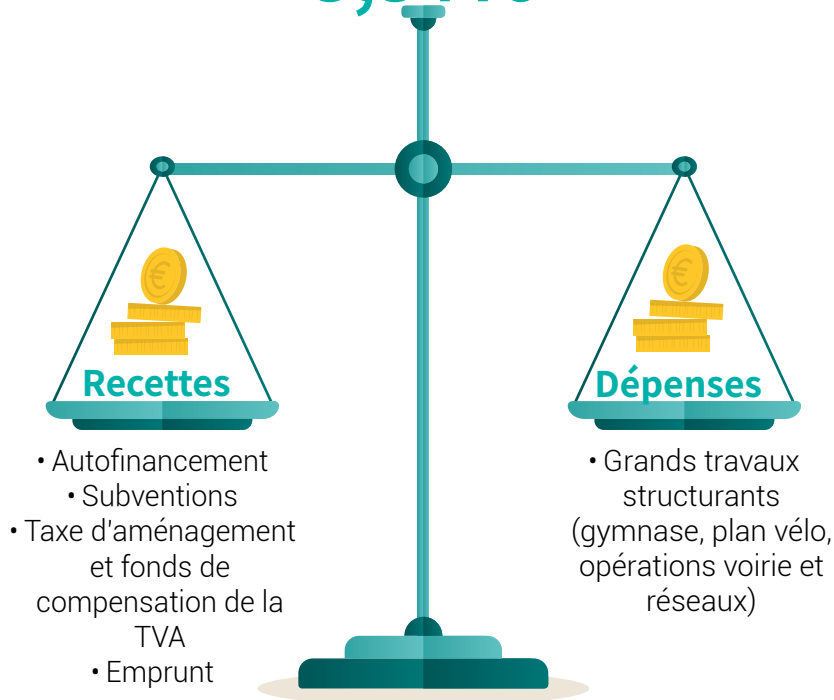 Recettes
• Autofinancement
• Subventions
• Taxe d'aménagement
et fonds de
compensation de la
TVA
• Emprunt
Dépenses
• Grands travaux
structurants
(gymnase, plan vélo,
opérations voirie et
réseaux)